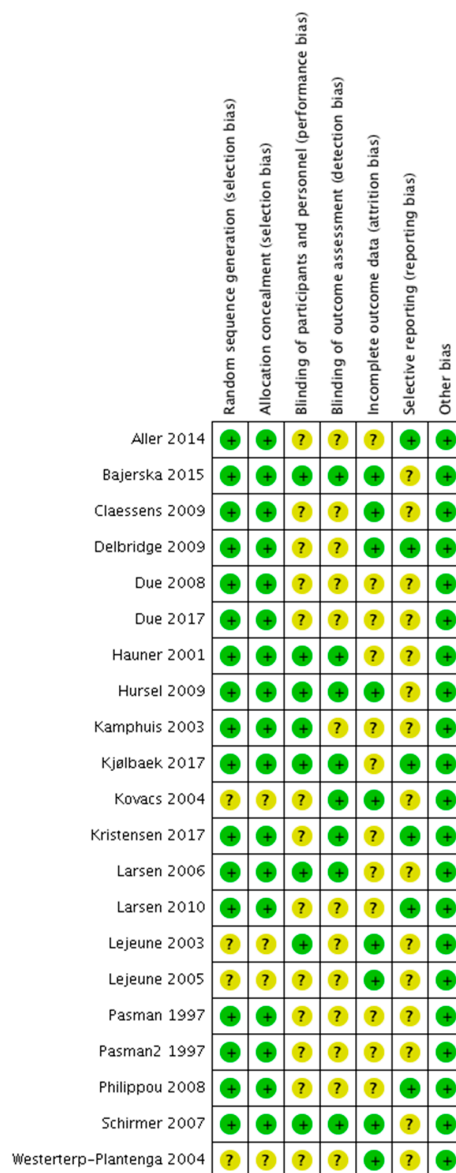 Random sequence generation (selection bias)
Allocation concealment (selection bias)
Blinding of participants and personnel (performance bias)
Blinding of outcome assessment (detection bias)
Incomplete outcome data (attrition bias)
Selective reporting (reporting bias)
Other bias
Aller 2014 + + ? ? ? + +
Bajerska 2015 + + + + + ? +
Claessens 2009 + + ? ? + ? +
Delbridge 2009 + + ? ? + + +
Due 2008 + + ? ? ? ? +
Due 2017 + + ? ? ? ? +
Hauner 2001 + + + + ? ? +
Hursel 2009 + + + + + ? +
Kamphuis 2003 + + + ? ? ? +
Kjølbaek 2017 + + + + ? + +
Kovacs 2004 ? ? ? + + ? +
Kristensen 2017 + + ? + ? + +
Larsen 2006 + + + + ? ? +
Larsen 2010 + + ? ? ? + +
Lejeune 2003 ? ? + ? + ? +
Lejeune 2005 ? ? ? ? + ? +
Pasman 1997 + + ? ? ? ? +
Pasman2 1997 + + ? ? ? ? +
Philippou 2008 + + ? ? ? + +
Schirmer 2007 + + + + + ? +
Westerterp-Plantenga 2004 ? ? ? ? + ? +